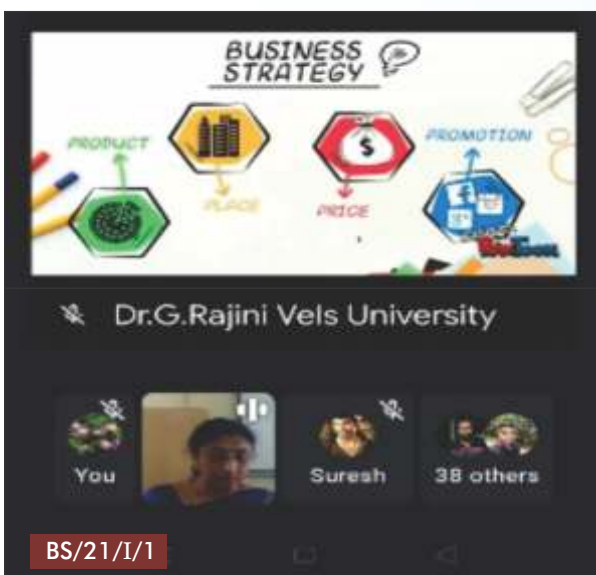 BUSINESS
STRATEGY
PRODUCT
PLACE
PRICE
PROMOTION
$
f
Dr.G.Rajini Vels University
You
Suresh
38 others
BS/21/I/1